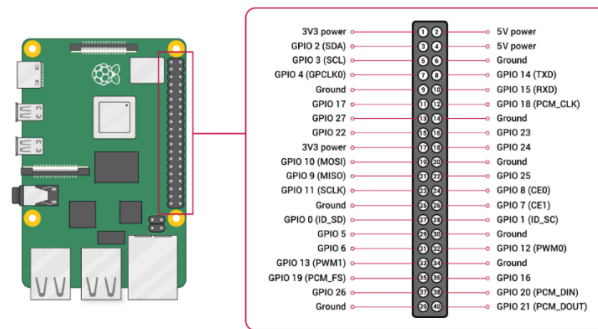 3V3 power 1 2 5V power
GPIO 2 (SDA) 3 4 5V power
GPIO 3 (SCL) 5 6 Ground
GPIO 4 (GPCLK0) 7 8 GPIO 14 (TXD)
Ground 9 10 GPIO 15 (RXD)
GPIO 17 11 12 GPIO 18 (PCM_CLK)
GPIO 27 13 14 Ground
GPIO 22 15 16 GPIO 23
3V3 power 17 18 GPIO 24
GPIO 10 (MOSI) 19 20 Ground
GPIO 9 (MISO) 21 22 GPIO 25
GPIO 11 (SCLK) 23 24 GPIO 8 (CE0)
Ground 25 26 GPIO 7 (CE1)
GPIO 0 (ID_SD) 27 28 GPIO 1 (ID_SC)
GPIO 5 29 30 Ground
GPIO 6 31 32 GPIO 12 (PWM0)
GPIO 13 (PWM1) 33 34 Ground
GPIO 19 (PCM_FS) 35 36 GPIO 16
GPIO 26 37 38 GPIO 20 (PCM_DIN)
Ground 39 40 GPIO 21 (PCM_DOUT)